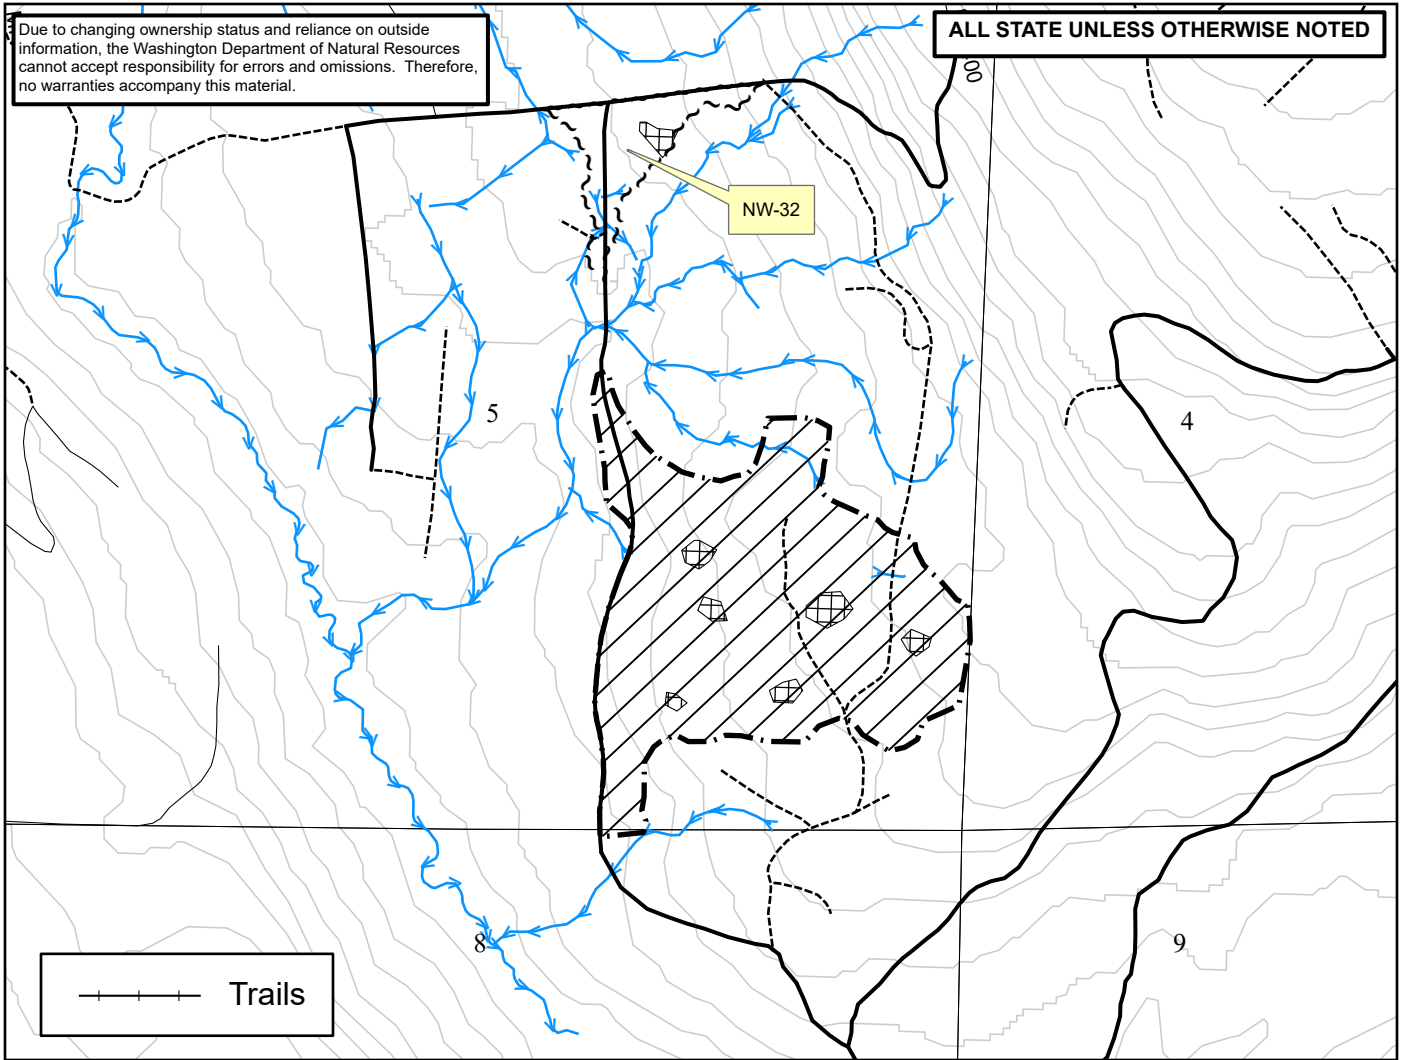 Due to changing ownership status and reliance on outside
information, the Washington Department of Natural Resources
cannot accept responsibility for errors and omissions. Therefore,
no warranties accompany this material.
ALL STATE UNLESS OTHERWISE NOTED
NW-32
5
4
8
9
Trails